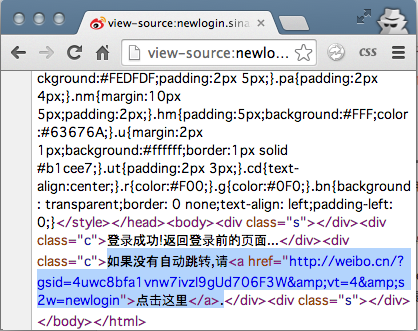 view-source:newlogin.sina
view-source:newlo...
CSS
ckground:#FEDFDF;padding:2px 5px;}.pa{padding:2px
4px;}.nm{margin:10px
5px;padding:2px;}.hm{padding:5px;background:#FFF;color
:#63676A;}.u{margin:2px
1px;background:#ffffff;border:1px solid
#b1cee7;}.ut{padding:2px 3px;}.cd{text-
align:center;}.r{color:#F00;}.g{color:#0F0;}.bn{background
: transparent;border: 0 none;text-align: left;padding-left:
0;}</style></head><body><div class="s"></div><div
class="c">登录成功!返回登录前的页面...</div><div
class="c">如果没有自动跳转,请<a href="http://weibo.cn/?
gsid=4uwc8bfa1vnw7ivzl9gUd706F3W&amp;vt=4&amp;s
2w=newlogin">点击这里</a>.</div><div class="s"></div>
</body></html>